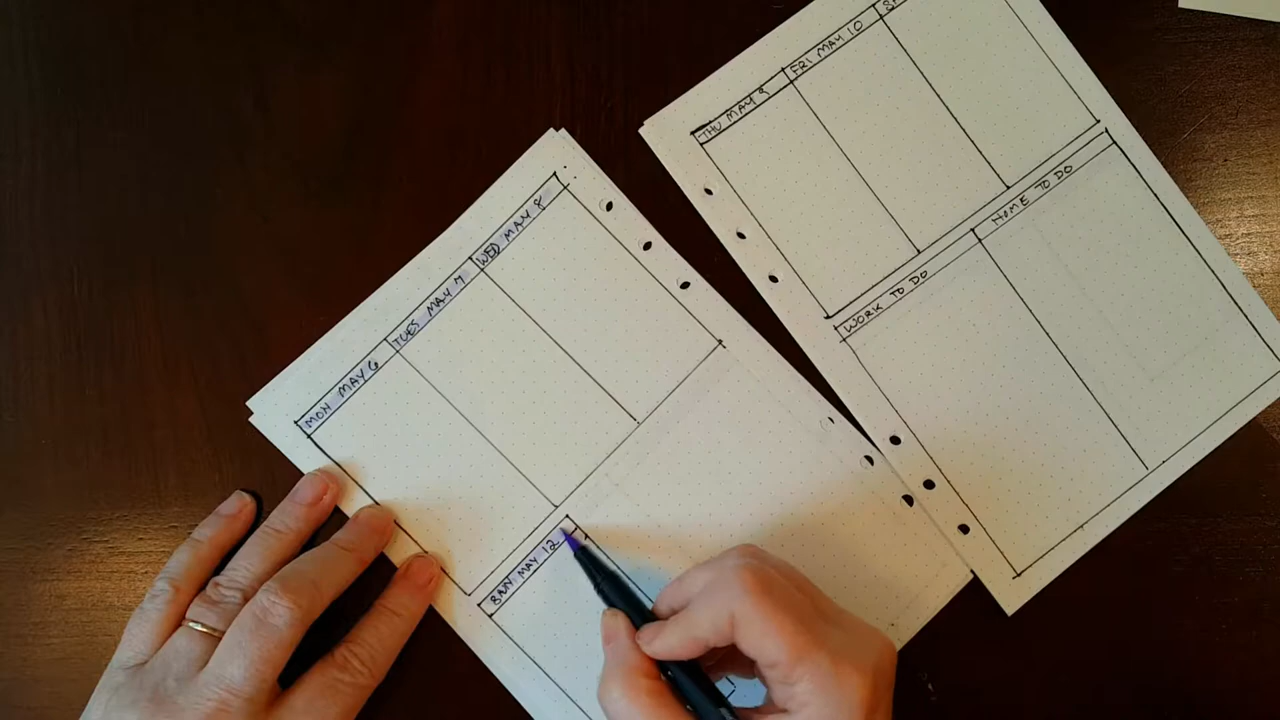 MON MAY 6
TUES MAY 7
WED MAY 8
SUN MAY 12
THU MAY 9
FRI MAY 10
WORK TO DO
HOME TO DO